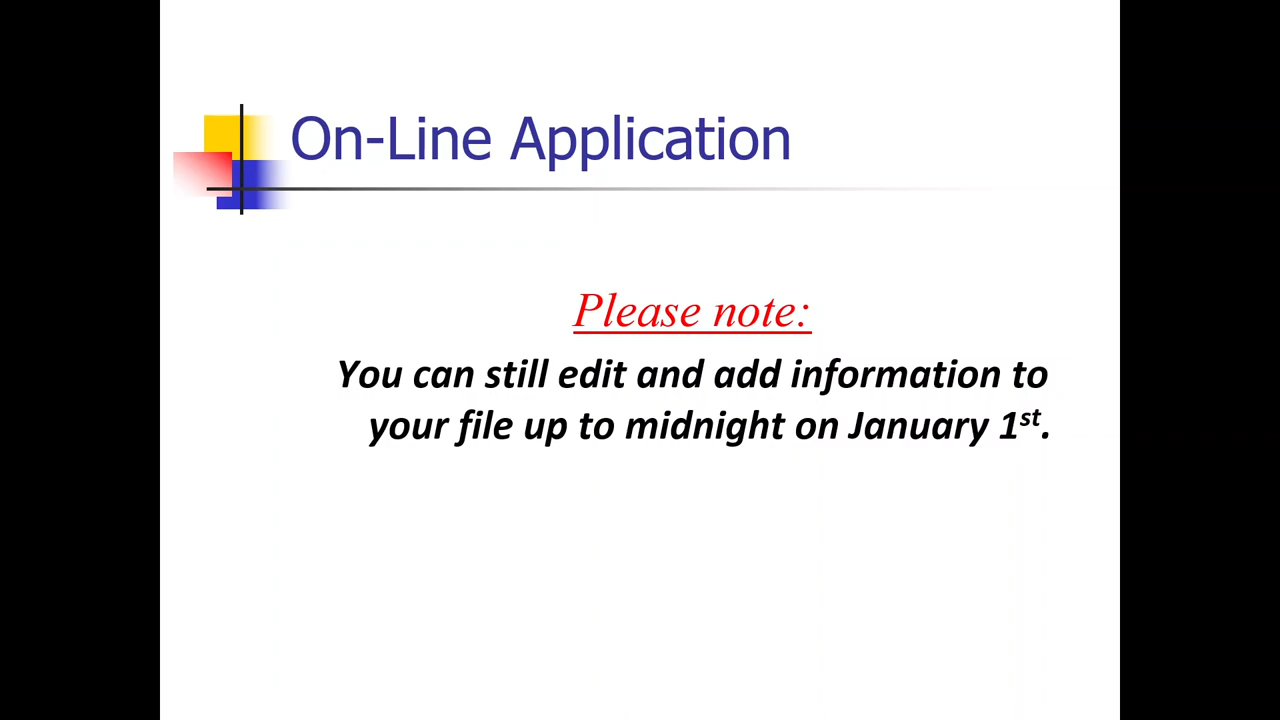 On-Line Application
Please note:
You can still edit and add information to
your file up to midnight on January 1st.